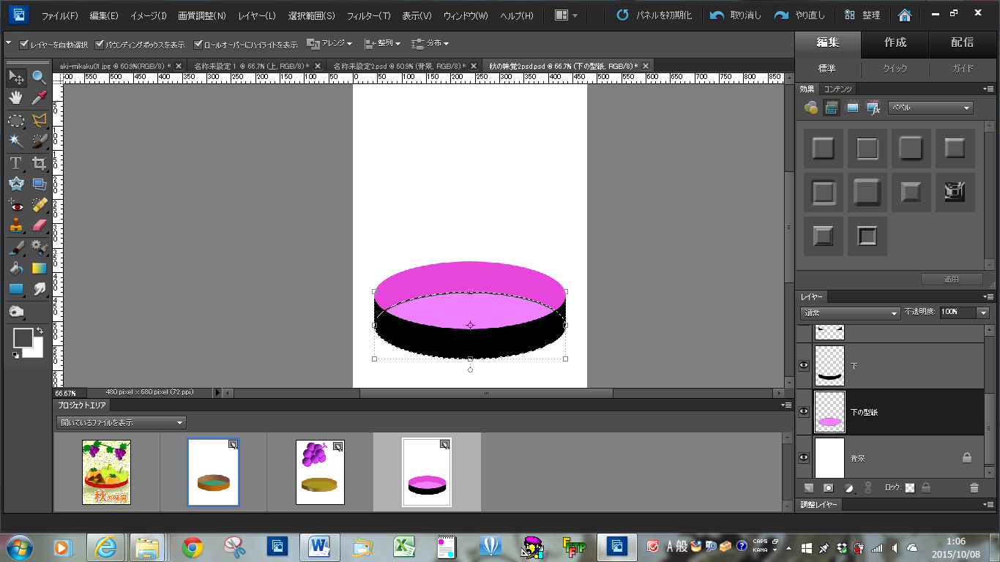 ファイル(F) 編集(E) イメージ(I) 画質調整(N) レイヤー(L) 選択範囲(S) フィルター(T) 表示(V) ウィンドウ(W) ヘルプ(H) パネルを初期化 取り消し やり直し 整理
レイヤーを自動選択 バウンディングボックスを表示 ロールオーバーにハイライトを表示 アレンジ 整列 分布
編集 作成 配信
標準 クイック ガイド
aki-mikaku01.jpg @ 60.9%(RGB/8) * 名称未設定 1 @ 66.7% (上, RGB/8) * 名称未設定2.psd @ 60.9% (背景, RGB/8) * 秋の味覚2psd.psd @ 66.7% (下の型紙, RGB/8) *
600 550 500 450 400 350 300 250 200 150 100 50 0 50 100 150 200 250 300 350 400 450 500 550 600 650 700 750 800 850
50
100
150
200
250
300
350
400
450
500
550
効果 コンテンツ
ベベル
適用
レイヤー
通常 不透明度: 100%
下
下の型紙
背景
ロック:
調整レイヤー
66.67% 480 pixel x 680 pixel (72 ppi)
プロジェクトエリア
開いているファイルを表示
秋の味覚
A 般 CAPS KANA
1:06
2015/10/08